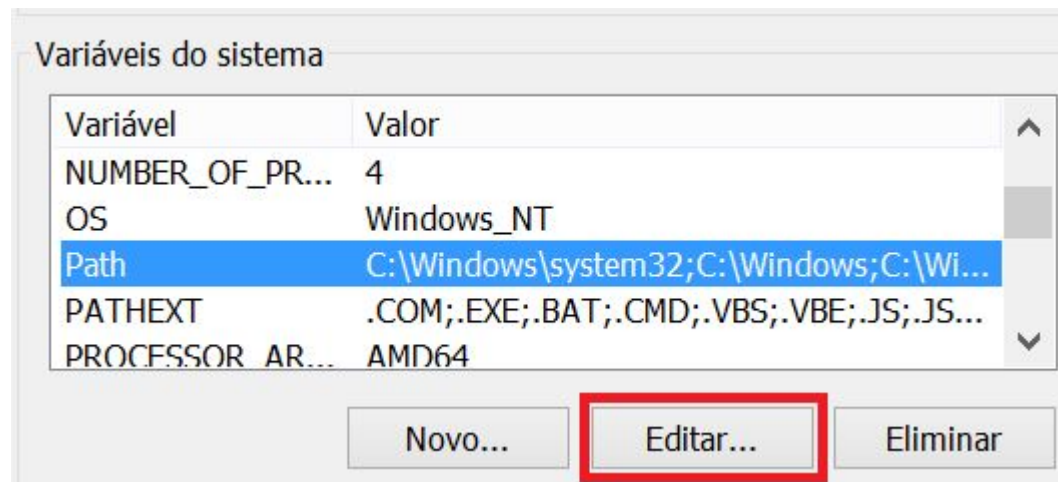 Variáveis do sistema
Variável Valor
NUMBER_OF_PR... 4
OS Windows_NT
Path C:\Windows\system32;C:\Windows;C:\Wi...
PATHEXT .COM;.EXE;.BAT;.CMD;.VBS;.VBE;.JS;.JS...
PROCESSOR_AR... AMD64
Novo... Editar... Eliminar